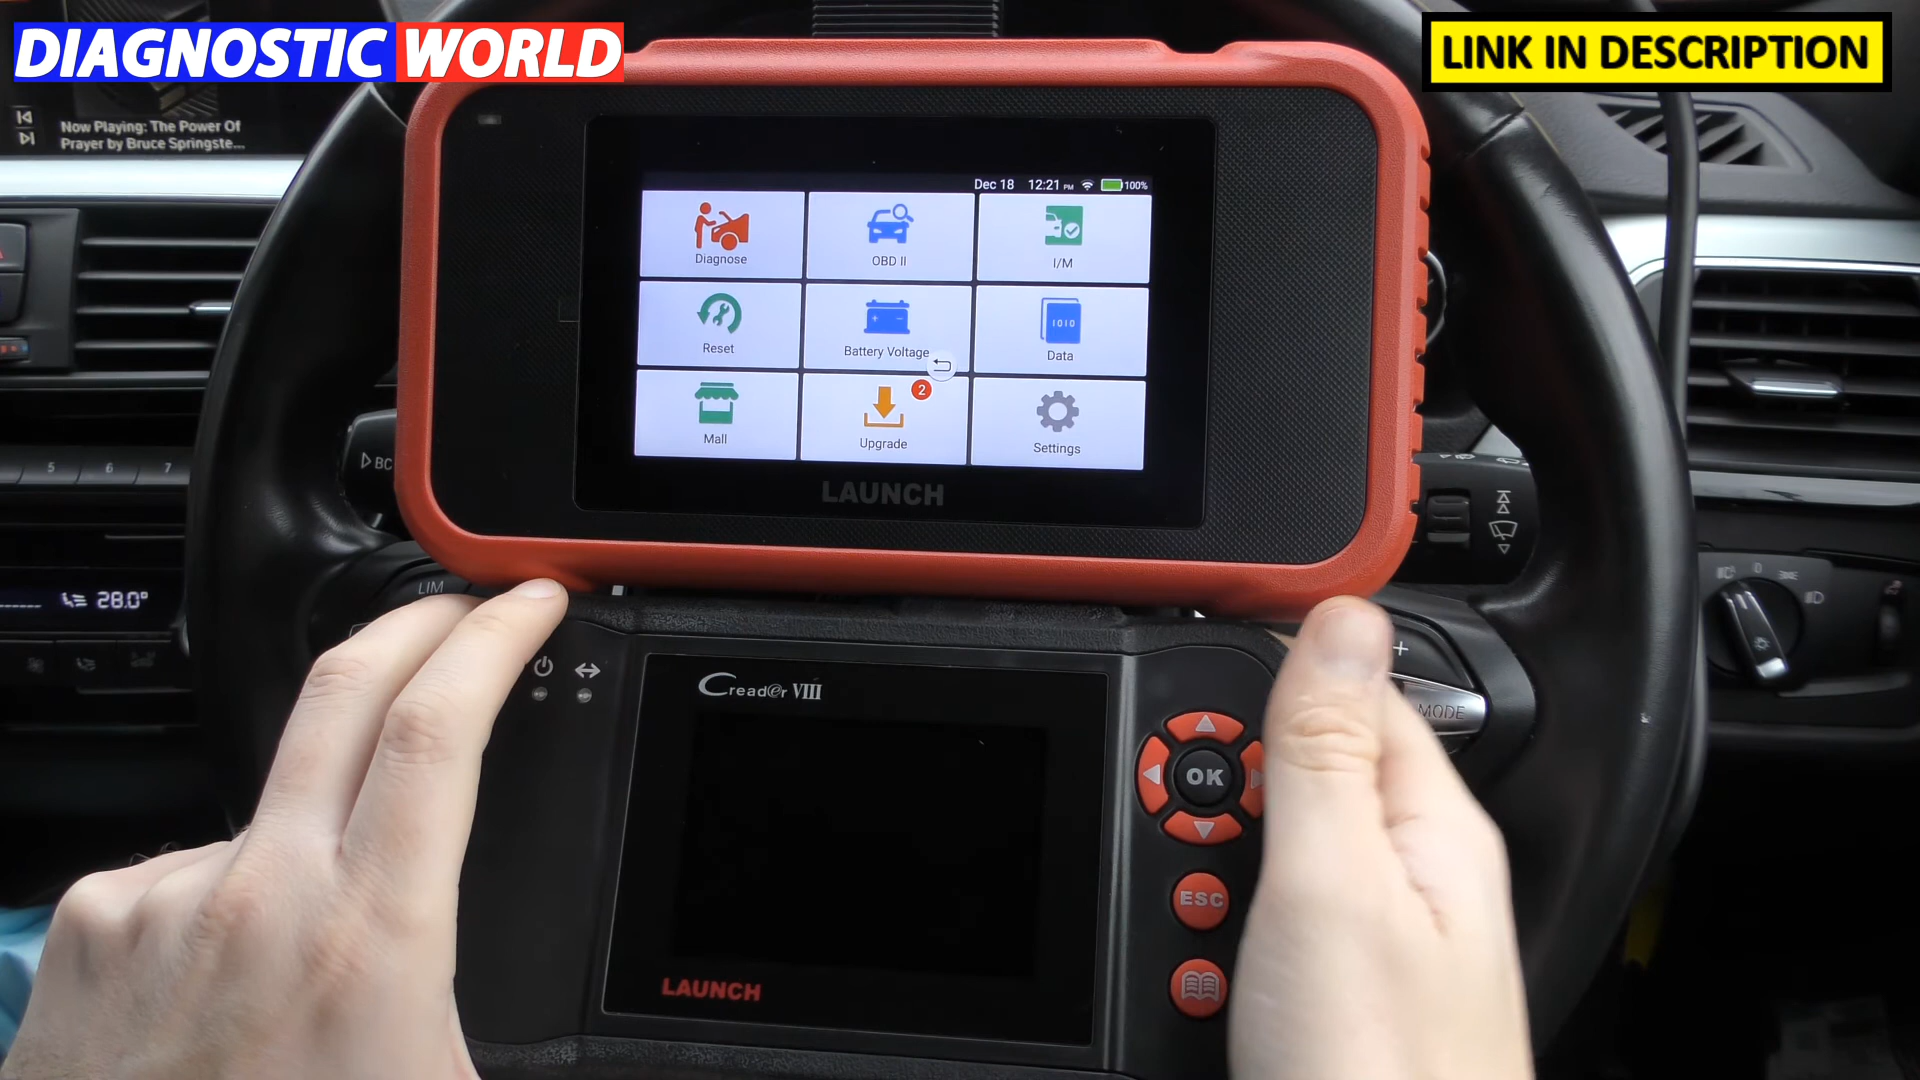 DIAGNOSTIC WORLD
LINK IN DESCRIPTION
Now Playing: The Power Of
Prayer by Bruce Springste...
Dec 18 12:21 PM 100%
Diagnose
OBD II
I/M
Reset
Battery Voltage
1010
Data
Mall
2
Upgrade
Settings
LAUNCH
BC
5 6 7
LIM
28.0°
Creader VIII
MODE
OK
ESC
LAUNCH